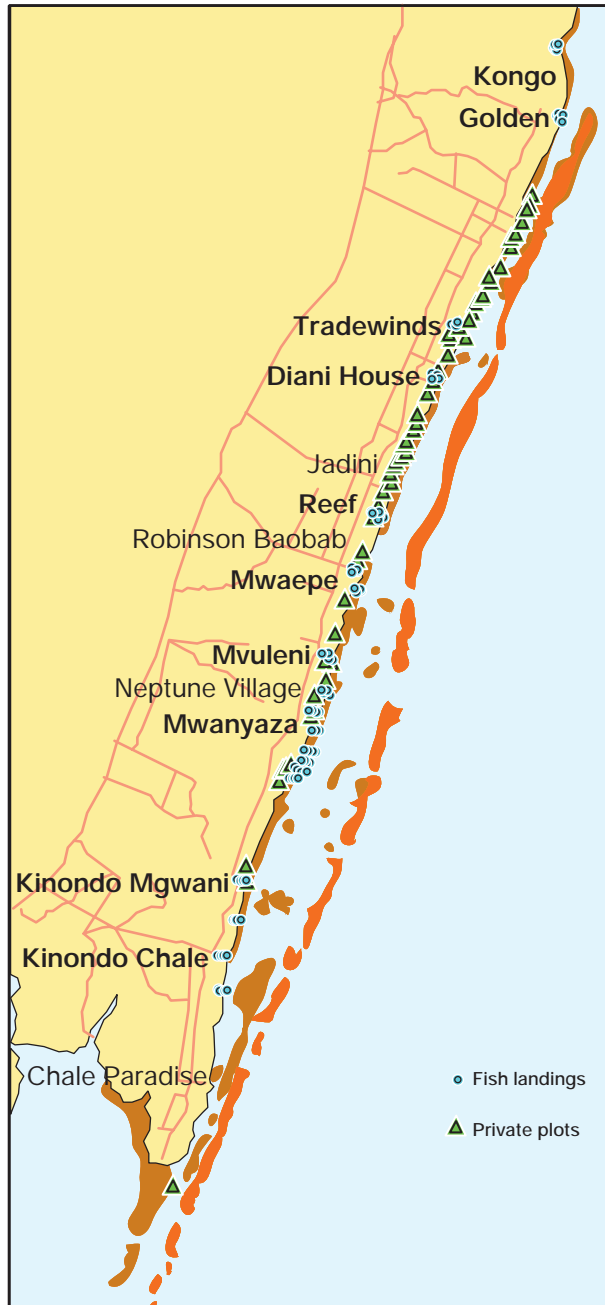 Kongo
Golden
Tradewinds
Diani House
Jadini
Reef
Robinson Baobab
Mwaepe
Mvuleni
Neptune Village
Mwanyaza
Kinondo Mgwani
Kinondo Chale
Chale Paradise
Fish landings
Private plots